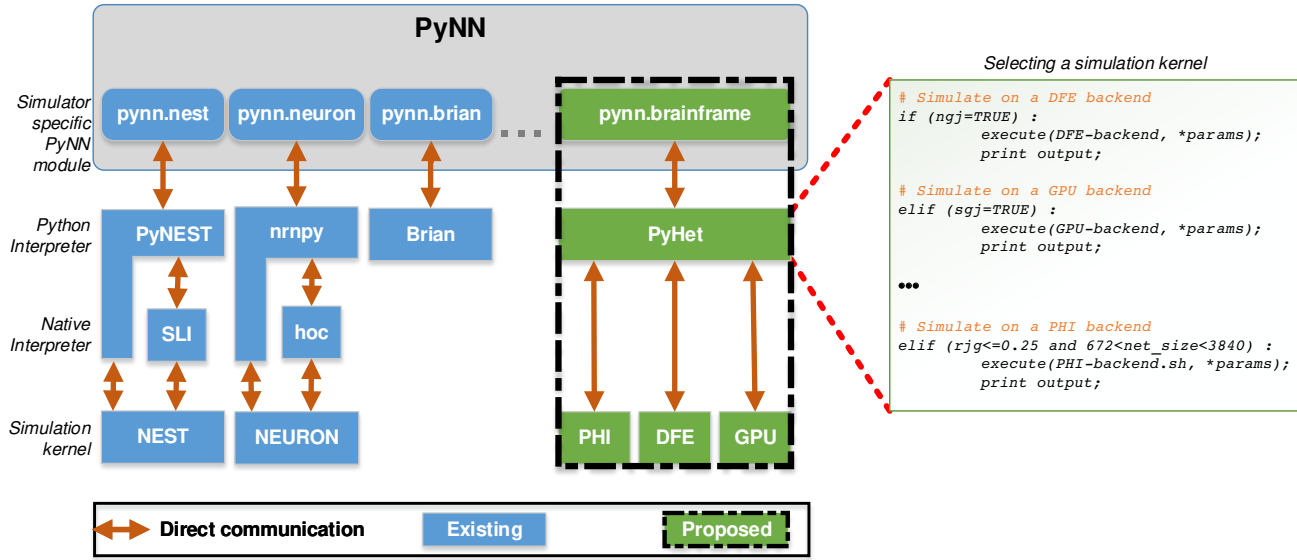 PyNN
Simulator
specific
PyNN
module
pynn.nest
pynn.neuron
pynn.brian
pynn.brainframe
Python
Interpreter
PyNEST
nrnpy
Brian
PyHet
Native
Interpreter
SLI
hoc
Simulation
kernel
NEST
NEURON
PHI
DFE
GPU
Direct communication
Existing
Proposed
Selecting a simulation kernel
# Simulate on a DFE backend
if (ngj=TRUE) :
execute(DFE-backend, *params);
print output;
# Simulate on a GPU backend
elif (sgj=TRUE) :
execute(GPU-backend, *params);
print output;
•••
# Simulate on a PHI backend
elif (rjg<=0.25 and 672<net_size<3840) :
execute(PHI-backend.sh, *params);
print output;